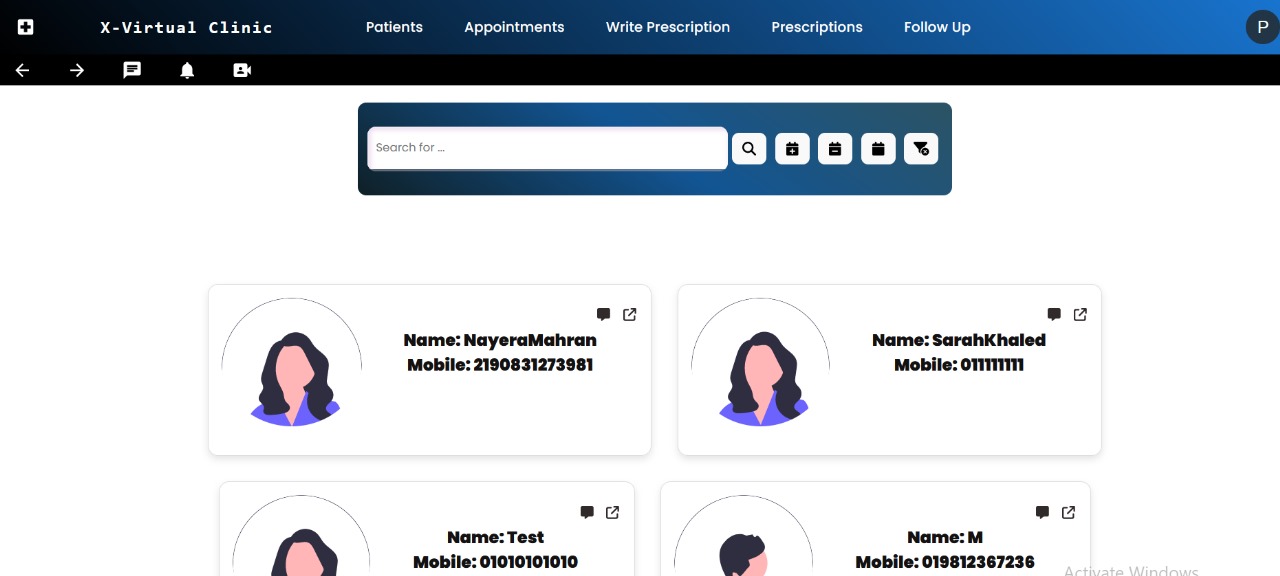 X-Virtual Clinic
Patients
Appointments
Write Prescription
Prescriptions
Follow Up
P
Search for ...
Name: NayeraMahran
Mobile: 2190831273981
Name: SarahKhaled
Mobile: 011111111
Name: Test
Mobile: 01010101010
Name: M
Mobile: 019812367236
Activate Windows